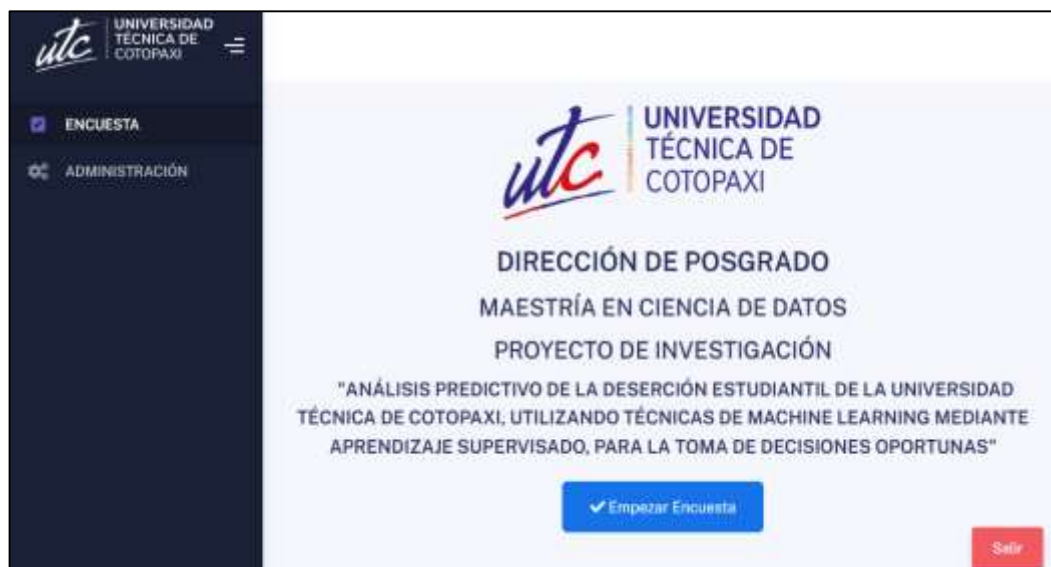 utc
UNIVERSIDAD
TÉCNICA DE
COTOPAXI
ENCUESTA
ADMINISTRACIÓN
utc
UNIVERSIDAD
TÉCNICA DE
COTOPAXI
DIRECCIÓN DE POSGRADO
MAESTRÍA EN CIENCIA DE DATOS
PROYECTO DE INVESTIGACIÓN
"ANÁLISIS PREDICTIVO DE LA DESERCIÓN ESTUDIANTIL DE LA UNIVERSIDAD
TÉCNICA DE COTOPAXI, UTILIZANDO TÉCNICAS DE MACHINE LEARNING MEDIANTE
APRENDIZAJE SUPERVISADO, PARA LA TOMA DE DECISIONES OPORTUNAS"
Empezar Encuesta
Salir